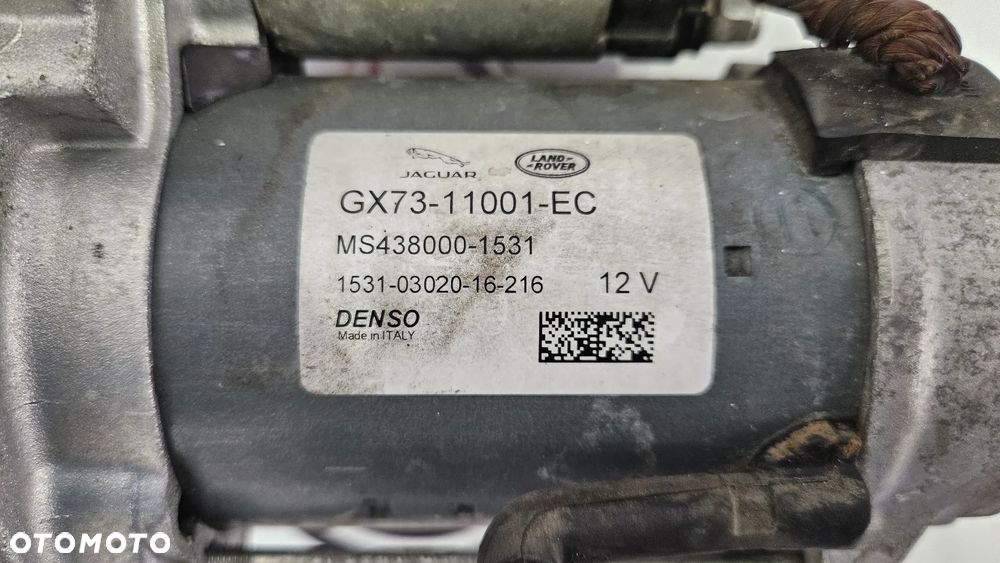 JAGUAR
LAND-
ROVER
GX73-11001-EC
MS438000-1531
1531-03020-16-216 12 V
DENSO
Made in ITALY
OTOMOTO